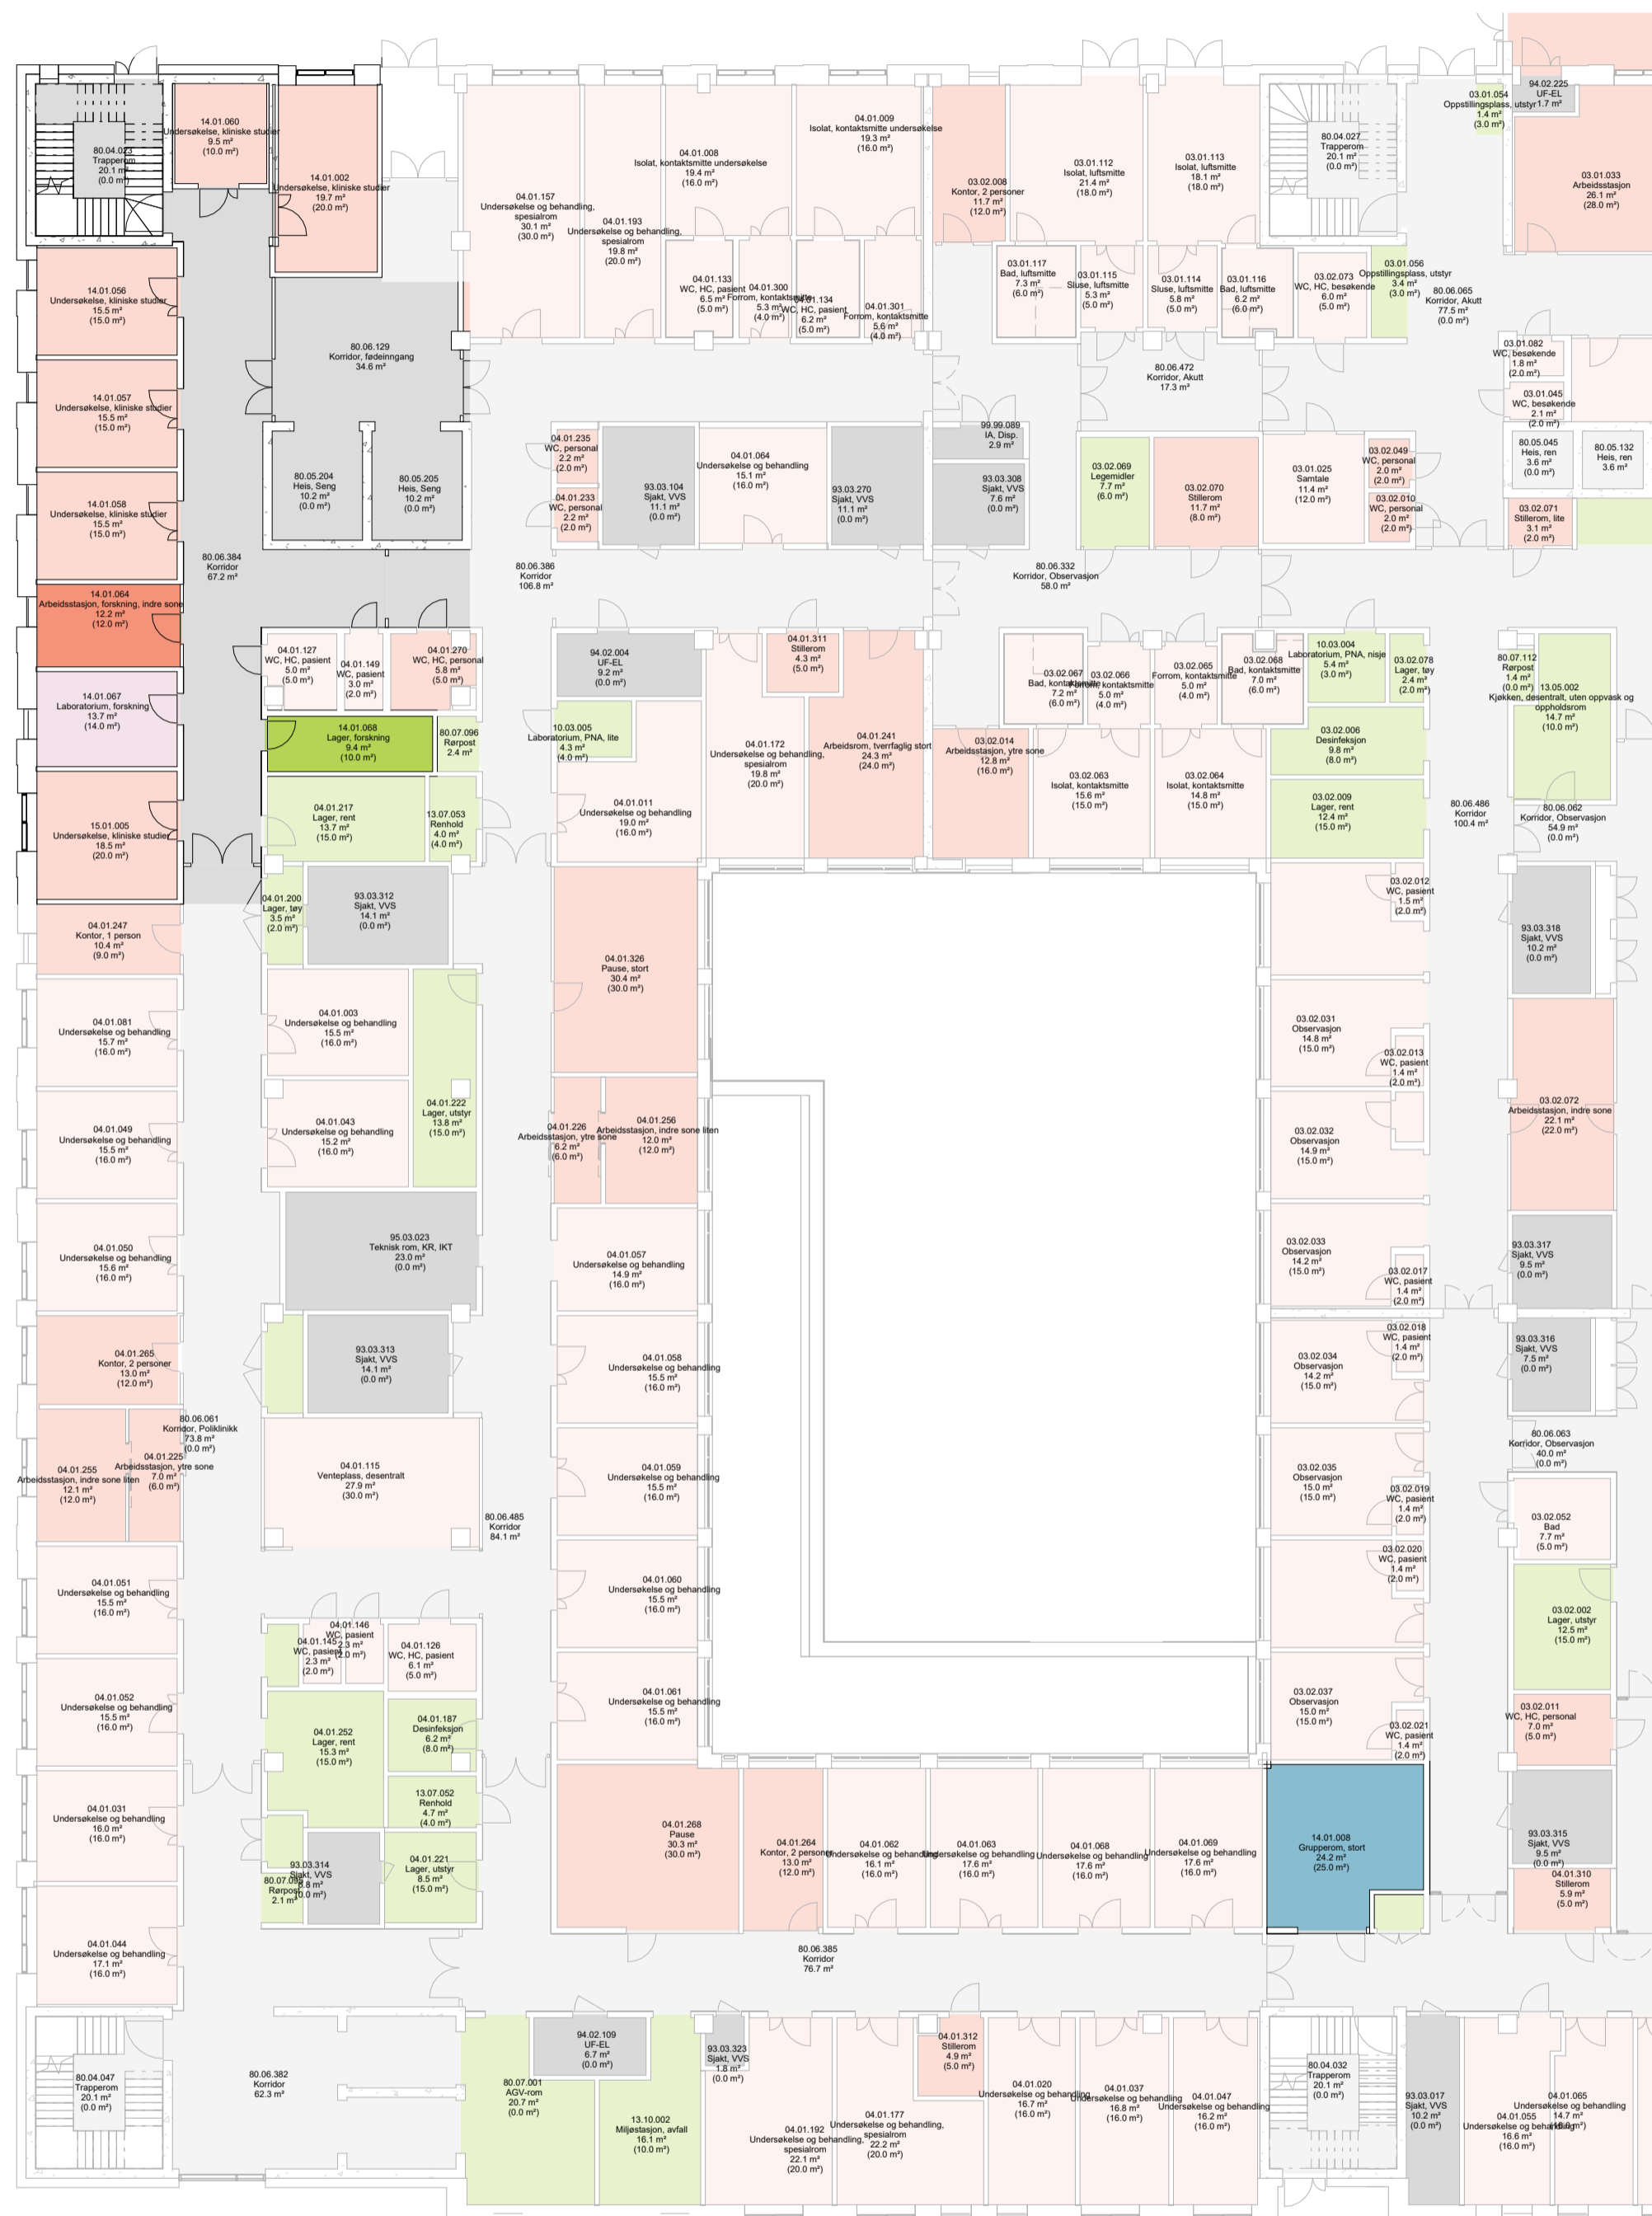 80.04.023
Trapperom
20.1 m²
(0.0 m²)
14.01.060
Undersøkelse, kliniske studier
9.5 m²
(10.0 m²)
14.01.002
Undersøkelse, kliniske studier
19.7 m²
(20.0 m²)
04.01.157
Undersøkelse og behandling,
spesialrom
30.1 m²
(30.0 m²)
04.01.193
Undersøkelse og behandling,
spesialrom
19.8 m²
(20.0 m²)
04.01.008
Isolat, kontaktsmitte undersøkelse
19.4 m²
(16.0 m²)
04.01.009
Isolat, kontaktsmitte undersøkelse
19.3 m²
(16.0 m²)
03.02.008
Kontor, 2 personer
11.7 m²
(12.0 m²)
03.01.112
Isolat, luftsmitte
21.4 m²
(18.0 m²)
03.01.113
Isolat, luftsmitte
18.1 m²
(18.0 m²)
80.04.027
Trapperom
20.1 m²
(0.0 m²)
03.01.054
Oppstillingsplass, utstyr
1.4 m²
(3.0 m²)
94.02.225
UF-EL
1.7 m²
03.01.033
Arbeidsstasjon
26.1 m²
(28.0 m²)
14.01.056
Undersøkelse, kliniske studier
15.5 m²
(15.0 m²)
04.01.133
WC, HC, pasient
6.5 m²
(5.0 m²)
04.01.300
Forrom, kontaktsmitte
5.3 m²
(4.0 m²)
04.01.134
WC, HC, pasient
6.2 m²
(5.0 m²)
04.01.301
Forrom, kontaktsmitte
5.6 m²
(4.0 m²)
03.01.117
Bad, luftsmitte
7.3 m²
(6.0 m²)
03.01.115
Sluse, luftsmitte
5.3 m²
(5.0 m²)
03.01.114
Sluse, luftsmitte
5.8 m²
(5.0 m²)
03.01.116
Bad, luftsmitte
6.2 m²
(6.0 m²)
03.02.073
WC, HC, besøkende
6.0 m²
(5.0 m²)
03.01.056
Oppstillingsplass, utstyr
3.4 m²
(3.0 m²)
80.06.065
Korridor, Akutt
77.5 m²
(0.0 m²)
80.06.129
Korridor, fødeinngang
34.6 m²
80.06.472
Korridor, Akutt
17.3 m²
03.01.082
WC, besøkende
1.8 m²
(2.0 m²)
03.01.045
WC, besøkende
2.1 m²
(2.0 m²)
14.01.057
Undersøkelse, kliniske studier
15.5 m²
(15.0 m²)
80.05.204
Heis, Seng
10.2 m²
(0.0 m²)
80.05.205
Heis, Seng
10.2 m²
(0.0 m²)
04.01.235
WC, personal
2.2 m²
(2.0 m²)
04.01.233
WC, personal
2.2 m²
(2.0 m²)
93.03.104
Sjakt, VVS
11.1 m²
(0.0 m²)
04.01.064
Undersøkelse og behandling
15.1 m²
(16.0 m²)
93.03.270
Sjakt, VVS
11.1 m²
(0.0 m²)
99.99.089
IA, Disp.
2.9 m²
93.03.308
Sjakt, VVS
7.6 m²
(0.0 m²)
03.02.069
Legemidler
7.7 m²
(6.0 m²)
03.02.070
Stillerom
11.7 m²
(8.0 m²)
03.01.025
Samtale
11.4 m²
(12.0 m²)
03.02.049
WC, personal
2.0 m²
(2.0 m²)
03.02.010
WC, personal
2.0 m²
(2.0 m²)
80.05.045
Heis, ren
3.6 m²
(0.0 m²)
80.05.132
Heis, ren
3.6 m²
03.02.071
Stillerom, lite
3.1 m²
(2.0 m²)
14.01.058
Undersøkelse, kliniske studier
15.5 m²
(15.0 m²)
80.06.384
Korridor
67.2 m²
80.06.386
Korridor
106.8 m²
80.06.332
Korridor, Observasjon
58.0 m²
14.01.064
Arbeidsstasjon, forskning, indre sone
12.2 m²
(12.0 m²)
04.01.127
WC, HC, pasient
5.0 m²
(5.0 m²)
04.01.149
WC, pasient
3.0 m²
(2.0 m²)
04.01.270
WC, HC, personal
5.8 m²
(5.0 m²)
94.02.004
UF-EL
9.2 m²
(0.0 m²)
04.01.311
Stillerom
4.3 m²
(5.0 m²)
03.02.067
Bad, kontaktsmitte
7.2 m²
(6.0 m²)
03.02.066
Forrom, kontaktsmitte
5.0 m²
(4.0 m²)
03.02.065
Forrom, kontaktsmitte
5.0 m²
(4.0 m²)
03.02.068
Bad, kontaktsmitte
7.0 m²
(6.0 m²)
10.03.004
Laboratorium, PNA, nisje
5.4 m²
(3.0 m²)
03.02.078
Lager, tøy
2.4 m²
(2.0 m²)
80.07.112
Rørpost
1.4 m²
(0.0 m²)
13.05.002
Kjøkken, desentralt, uten oppvask og
oppholdsrom
14.7 m²
(10.0 m²)
14.01.067
Laboratorium, forskning
13.7 m²
(14.0 m²)
14.01.068
Lager, forskning
9.4 m²
(10.0 m²)
80.07.096
Rørpost
2.4 m²
10.03.005
Laboratorium, PNA, lite
4.3 m²
(4.0 m²)
04.01.172
Undersøkelse og behandling,
spesialrom
19.8 m²
(20.0 m²)
04.01.241
Arbeidsrom, tverrfaglig stort
24.3 m²
(24.0 m²)
03.02.014
Arbeidsstasjon, ytre sone
12.8 m²
(16.0 m²)
03.02.063
Isolat, kontaktsmitte
15.6 m²
(15.0 m²)
03.02.064
Isolat, kontaktsmitte
14.8 m²
(15.0 m²)
03.02.006
Desinfeksjon
9.8 m²
(8.0 m²)
03.02.009
Lager, rent
12.4 m²
(15.0 m²)
80.06.486
Korridor
100.4 m²
80.06.062
Korridor, Observasjon
54.9 m²
(0.0 m²)
15.01.005
Undersøkelse, kliniske studier
18.5 m²
(20.0 m²)
04.01.217
Lager, rent
13.7 m²
(15.0 m²)
13.07.053
Renhold
4.0 m²
(4.0 m²)
04.01.011
Undersøkelse og behandling
19.0 m²
(16.0 m²)
04.01.247
Kontor, 1 person
10.4 m²
(9.0 m²)
04.01.200
Lager, tøy
3.5 m²
(2.0 m²)
93.03.312
Sjakt, VVS
14.1 m²
(0.0 m²)
04.01.326
Pause, stort
30.4 m²
(30.0 m²)
03.02.012
WC, pasient
1.5 m²
(2.0 m²)
93.03.318
Sjakt, VVS
10.2 m²
(0.0 m²)
04.01.081
Undersøkelse og behandling
15.7 m²
(16.0 m²)
04.01.003
Undersøkelse og behandling
15.5 m²
(16.0 m²)
03.02.031
Observasjon
14.8 m²
(15.0 m²)
03.02.013
WC, pasient
1.4 m²
(2.0 m²)
04.01.049
Undersøkelse og behandling
15.5 m²
(16.0 m²)
04.01.043
Undersøkelse og behandling
15.2 m²
(16.0 m²)
04.01.222
Lager, utstyr
13.8 m²
(15.0 m²)
04.01.226
Arbeidsstasjon, ytre sone
6.2 m²
(6.0 m²)
04.01.256
Arbeidsstasjon, indre sone liten
12.0 m²
(12.0 m²)
03.02.032
Observasjon
14.9 m²
(15.0 m²)
03.02.072
Arbeidsstasjon, indre sone
22.1 m²
(22.0 m²)
04.01.050
Undersøkelse og behandling
15.6 m²
(16.0 m²)
95.03.023
Teknisk rom, KR, IKT
23.0 m²
(0.0 m²)
04.01.057
Undersøkelse og behandling
14.9 m²
(16.0 m²)
03.02.033
Observasjon
14.2 m²
(15.0 m²)
03.02.017
WC, pasient
1.4 m²
(2.0 m²)
93.03.317
Sjakt, VVS
9.5 m²
(0.0 m²)
04.01.265
Kontor, 2 personer
13.0 m²
(12.0 m²)
93.03.313
Sjakt, VVS
14.1 m²
(0.0 m²)
04.01.058
Undersøkelse og behandling
15.5 m²
(16.0 m²)
03.02.034
Observasjon
14.2 m²
(15.0 m²)
03.02.018
WC, pasient
1.4 m²
(2.0 m²)
93.03.316
Sjakt, VVS
7.5 m²
(0.0 m²)
80.06.061
Korridor, Poliklinikk
73.8 m²
(0.0 m²)
04.01.255
Arbeidsstasjon, indre sone liten
12.1 m²
(12.0 m²)
04.01.225
Arbeidsstasjon, ytre sone
7.0 m²
(6.0 m²)
04.01.115
Venteplass, desentralt
27.9 m²
(30.0 m²)
80.06.485
Korridor
84.1 m²
04.01.059
Undersøkelse og behandling
15.5 m²
(16.0 m²)
03.02.035
Observasjon
15.0 m²
(15.0 m²)
03.02.019
WC, pasient
1.4 m²
(2.0 m²)
80.06.063
Korridor, Observasjon
40.0 m²
(0.0 m²)
03.02.052
Bad
7.7 m²
(5.0 m²)
04.01.051
Undersøkelse og behandling
15.5 m²
(16.0 m²)
04.01.060
Undersøkelse og behandling
15.5 m²
(16.0 m²)
03.02.020
WC, pasient
1.4 m²
(2.0 m²)
03.02.002
Lager, utstyr
12.5 m²
(15.0 m²)
04.01.145
WC, pasient
2.3 m²
(2.0 m²)
04.01.146
WC, pasient
2.3 m²
(2.0 m²)
04.01.126
WC, HC, pasient
6.1 m²
(5.0 m²)
04.01.052
Undersøkelse og behandling
15.5 m²
(16.0 m²)
04.01.252
Lager, rent
15.3 m²
(15.0 m²)
04.01.187
Desinfeksjon
6.2 m²
(8.0 m²)
04.01.061
Undersøkelse og behandling
15.5 m²
(16.0 m²)
03.02.037
Observasjon
15.0 m²
(15.0 m²)
03.02.021
WC, pasient
1.4 m²
(2.0 m²)
03.02.011
WC, HC, personal
7.0 m²
(5.0 m²)
04.01.031
Undersøkelse og behandling
16.0 m²
(16.0 m²)
13.07.052
Renhold
4.7 m²
(4.0 m²)
04.01.268
Pause
30.3 m²
(30.0 m²)
04.01.264
Kontor, 2 personer
13.0 m²
(12.0 m²)
04.01.062
Undersøkelse og behandling
16.1 m²
(16.0 m²)
04.01.063
Undersøkelse og behandling
17.6 m²
(16.0 m²)
04.01.068
Undersøkelse og behandling
17.6 m²
(16.0 m²)
04.01.069
Undersøkelse og behandling
17.6 m²
(16.0 m²)
14.01.008
Grupperom, stort
24.2 m²
(25.0 m²)
93.03.315
Sjakt, VVS
9.5 m²
(0.0 m²)
93.03.314
Sjakt, VVS
8.8 m²
(0.0 m²)
Rørpost
2.1 m²
04.01.221
Lager, utstyr
8.5 m²
(15.0 m²)
04.01.310
Stillerom
5.9 m²
(5.0 m²)
04.01.044
Undersøkelse og behandling
17.1 m²
(16.0 m²)
80.06.385
Korridor
76.7 m²
80.04.047
Trapperom
20.1 m²
(0.0 m²)
80.06.382
Korridor
62.3 m²
80.07.001
AGV-rom
20.7 m²
(0.0 m²)
94.02.109
UF-EL
6.7 m²
(0.0 m²)
13.10.002
Miljøstasjon, avfall
16.1 m²
(10.0 m²)
93.03.323
Sjakt, VVS
1.8 m²
(0.0 m²)
04.01.192
Undersøkelse og behandling,
spesialrom
22.1 m²
(20.0 m²)
04.01.177
Undersøkelse og behandling,
spesialrom
22.2 m²
(20.0 m²)
04.01.312
Stillerom
4.9 m²
(5.0 m²)
04.01.020
Undersøkelse og behandling
16.7 m²
(16.0 m²)
04.01.037
Undersøkelse og behandling
16.8 m²
(16.0 m²)
04.01.047
Undersøkelse og behandling
16.2 m²
(16.0 m²)
80.04.032
Trapperom
20.1 m²
(0.0 m²)
93.03.017
Sjakt, VVS
10.2 m²
(0.0 m²)
04.01.055
Undersøkelse og behandling
16.6 m²
(16.0 m²)
04.01.065
Undersøkelse og behandling
14.7 m²